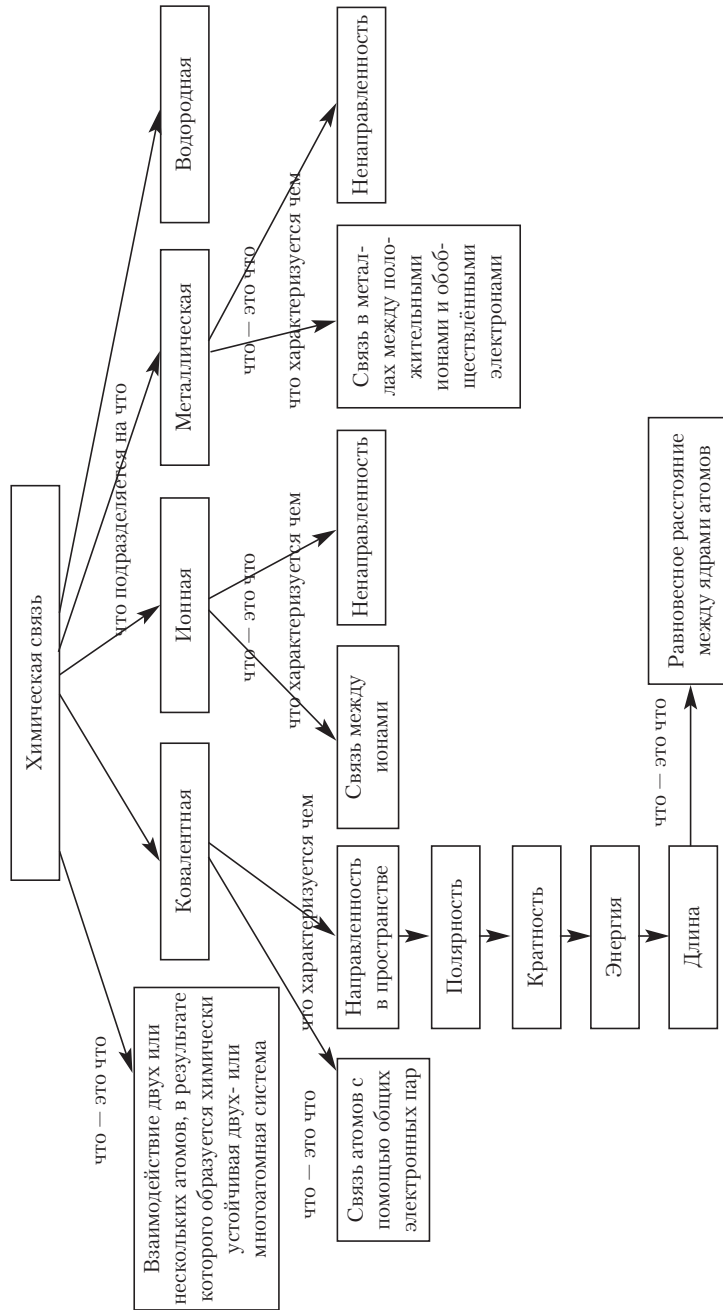 Химическая связь
что — это что
что подразделяется на что
Взаимодействие двух или
нескольких атомов, в результате
которого образуется химически
устойчивая двух- или
многоатомная система
Ковалентная
Ионная
Металлическая
Водородная
что — это что
что характеризуется чем
что — это что
что характеризуется чем
что — это что
что характеризуется чем
Связь атомов с
помощью общих
электронных пар
Направленность
в пространстве
Связь между
ионами
Ненаправленность
Связь в метал-
лах между поло-
жительными
ионами и обоб-
ществлёнными
электронами
Ненаправленность
Полярность
Кратность
Энергия
Длина
что — это что
Равновесное расстояние
между ядрами атомов